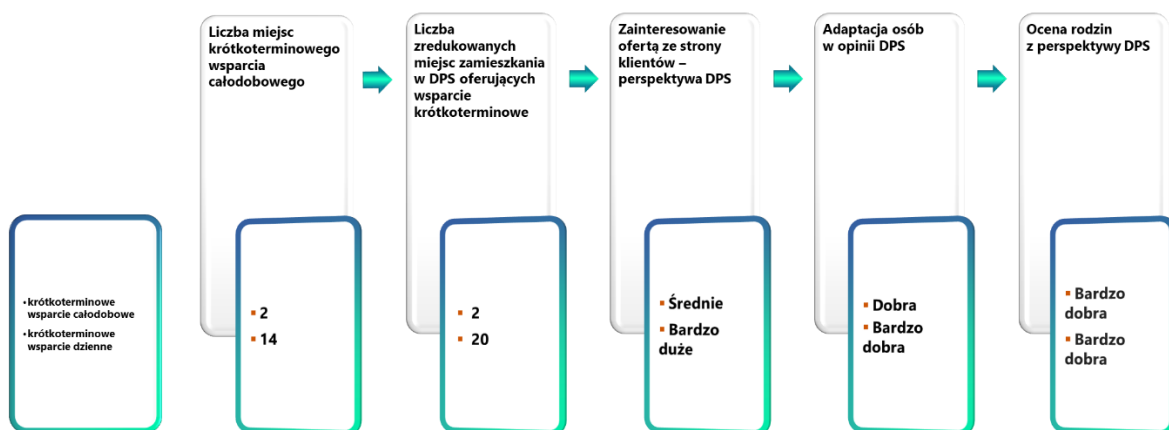 Liczba miejsc
krótkoterminowego
wsparcia
całodobowego
Liczba
zredukowanych
miejsc zamieszkania
w DPS oferujących
wsparcie
krótkoterminowe
Zainteresowanie
ofertą ze strony
klientów –
perspektywa DPS
Adaptacja osób
w opinii DPS
Ocena rodzin
z perspektywy DPS
• krótkoterminowe
wsparcie całodobowe
• krótkoterminowe
wsparcie dzienne
▪ 2
▪ 14
▪ 2
▪ 20
▪ Średnie
▪ Bardzo
duże
▪ Dobra
▪ Bardzo
dobra
▪ Bardzo
dobra
▪ Bardzo
dobra